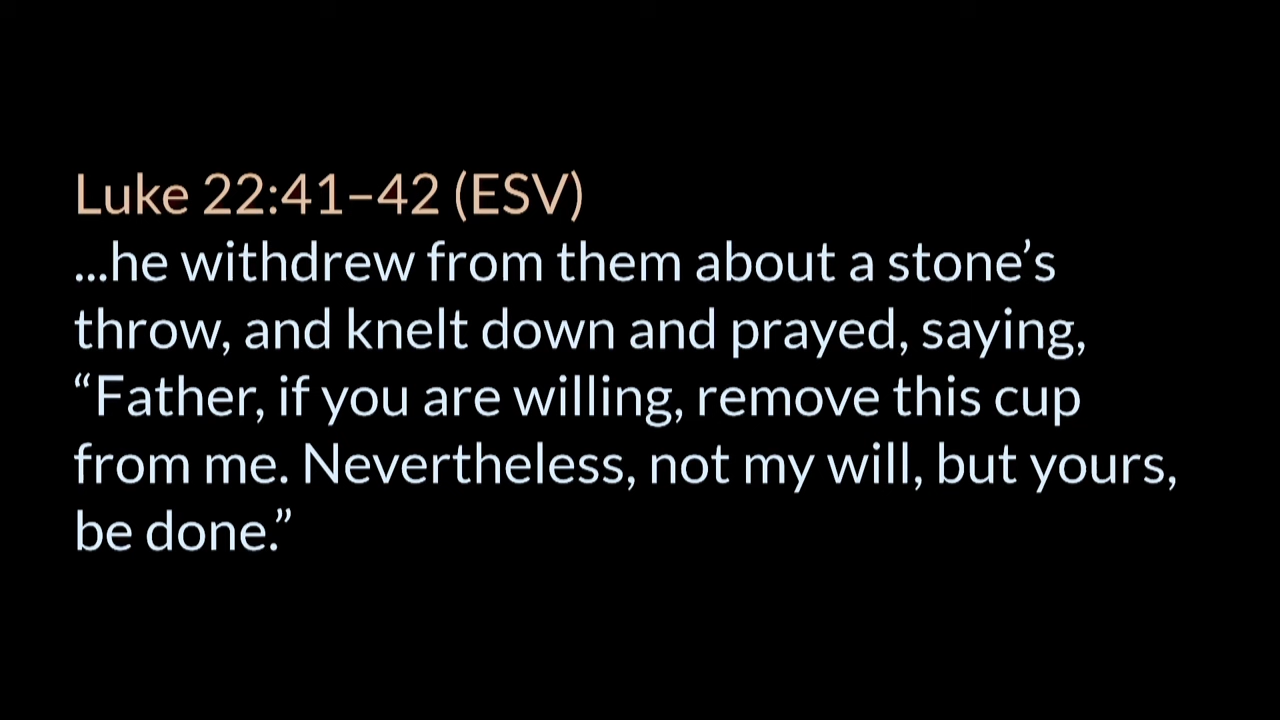 Luke 22:41–42 (ESV)
...he withdrew from them about a stone’s
throw, and knelt down and prayed, saying,
“Father, if you are willing, remove this cup
from me. Nevertheless, not my will, but yours,
be done.”